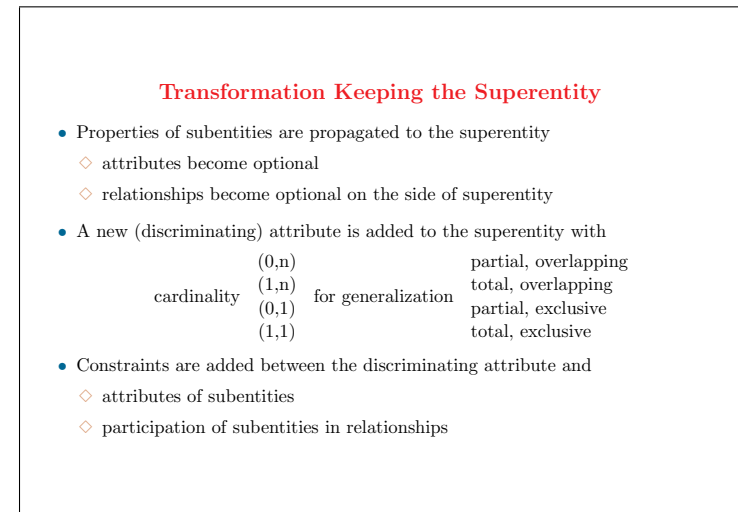 Transformation Keeping the Superentity
• Properties of subentities are propagated to the superentity
◇ attributes become optional
◇ relationships become optional on the side of superentity
• A new (discriminating) attribute is added to the superentity with
(0,n) partial, overlapping
(1,n) total, overlapping
cardinality for generalization
(0,1) partial, exclusive
(1,1) total, exclusive
• Constraints are added between the discriminating attribute and
◇ attributes of subentities
◇ participation of subentities in relationships